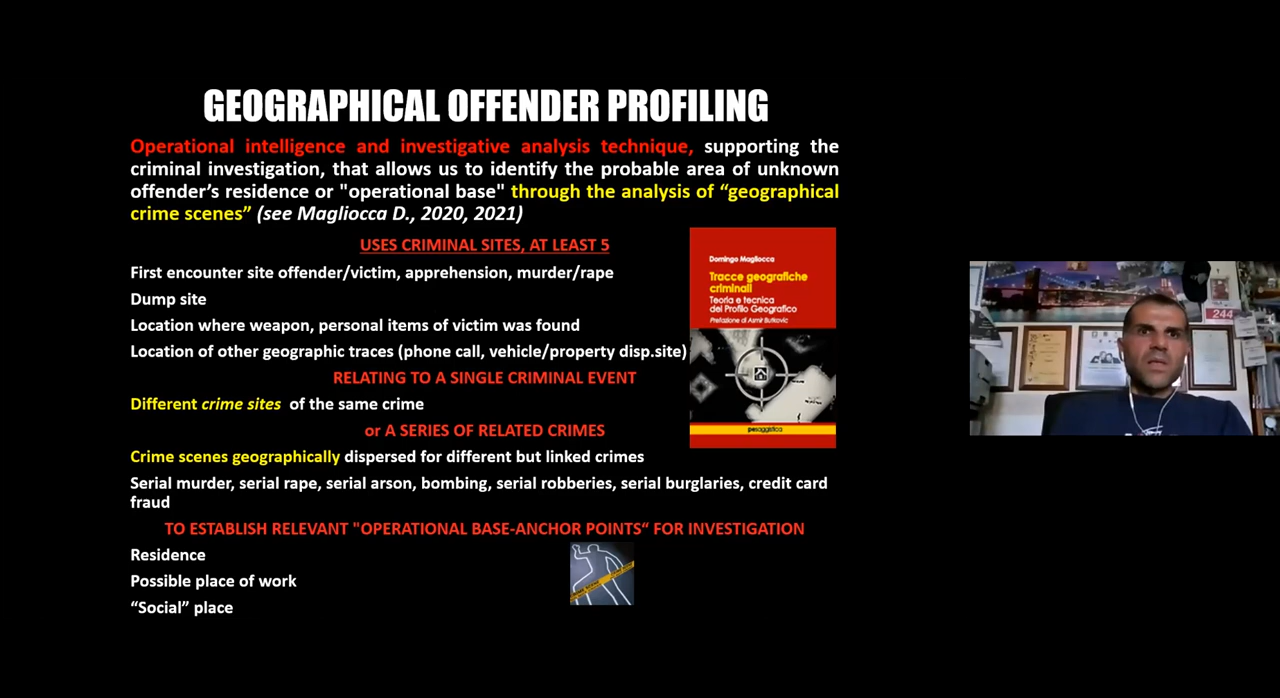 GEOGRAPHICAL OFFENDER PROFILING
Operational intelligence and investigative analysis technique, supporting the
criminal investigation, that allows us to identify the probable area of unknown
offender’s residence or "operational base" through the analysis of “geographical
crime scenes” (see Magliocca D., 2020, 2021)
USES CRIMINAL SITES, AT LEAST 5
First encounter site offender/victim, apprehension, murder/rape
Dump site
Location where weapon, personal items of victim was found
Location of other geographic traces (phone call, vehicle/property disp.site)
RELATING TO A SINGLE CRIMINAL EVENT
Different crime sites of the same crime
or A SERIES OF RELATED CRIMES
Crime scenes geographically dispersed for different but linked crimes
Serial murder, serial rape, serial arson, bombing, serial robberies, serial burglaries, credit card
fraud
TO ESTABLISH RELEVANT "OPERATIONAL BASE-ANCHOR POINTS“ FOR INVESTIGATION
Residence
Possible place of work
“Social” place
Domingo Magliocca
Tracce geografiche
criminali
Teoria e tecnica
del Profilo Geografico
Prefazione di Asmir Butkovic
pesaggistica
244